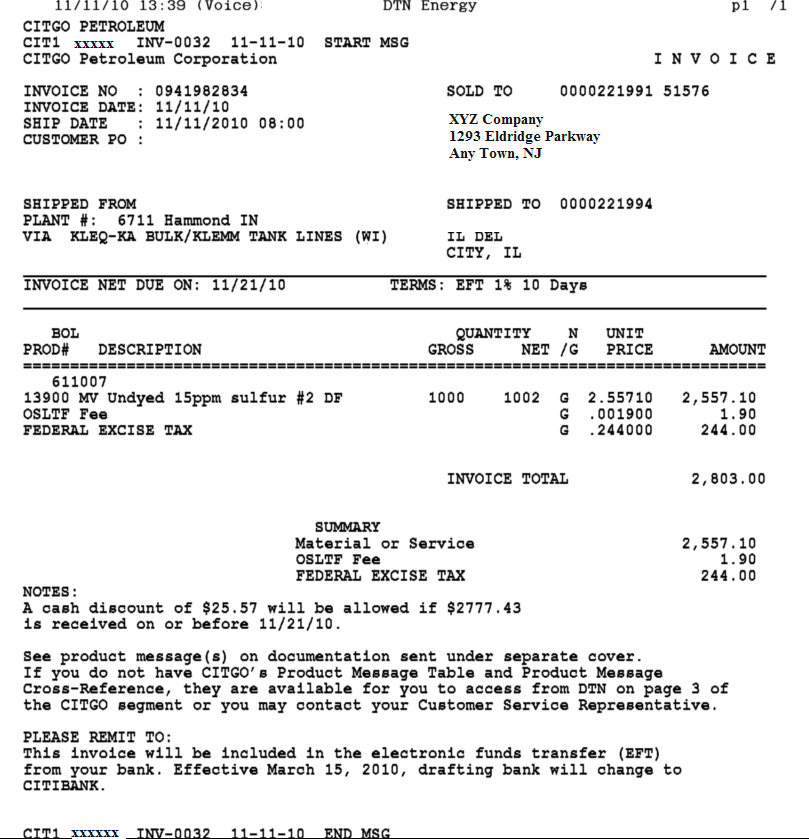 11/11/10 13:39 (Voice): DTN Energy p1 /1
CITGO PETROLEUM
CIT1 xxxxx INV-0032 11-11-10 START MSG
CITGO Petroleum Corporation I N V O I C E
INVOICE NO : 0941982834 SOLD TO 0000221991 51576
INVOICE DATE: 11/11/10
SHIP DATE : 11/11/2010 08:00 XYZ Company
CUSTOMER PO : 1293 Eldridge Parkway
Any Town, NJ
SHIPPED FROM SHIPPED TO 0000221994
PLANT #: 6711 Hammond IN
VIA KLEQ-KA BULK/KLEMM TANK LINES (WI) IL DEL
CITY, IL
INVOICE NET DUE ON: 11/21/10 TERMS: EFT 1% 10 Days
BOL QUANTITY N UNIT
PROD# DESCRIPTION GROSS NET /G PRICE AMOUNT
611007
13900 MV Undyed 15ppm sulfur #2 DF 1000 1002 G 2.55710 2,557.10
OSLTF Fee G .001900 1.90
FEDERAL EXCISE TAX G .244000 244.00
INVOICE TOTAL 2,803.00
SUMMARY
Material or Service 2,557.10
OSLTF Fee 1.90
FEDERAL EXCISE TAX 244.00
NOTES:
A cash discount of $25.57 will be allowed if $2777.43
is received on or before 11/21/10.
See product message(s) on documentation sent under separate cover.
If you do not have CITGO's Product Message Table and Product Message
Cross-Reference, they are available for you to access from DTN on page 3 of
the CITGO segment or you may contact your Customer Service Representative.
PLEASE REMIT TO:
This invoice will be included in the electronic funds transfer (EFT)
from your bank. Effective March 15, 2010, drafting bank will change to
CITIBANK.
CIT1 xxxxxx INV-0032 11-11-10 END MSG